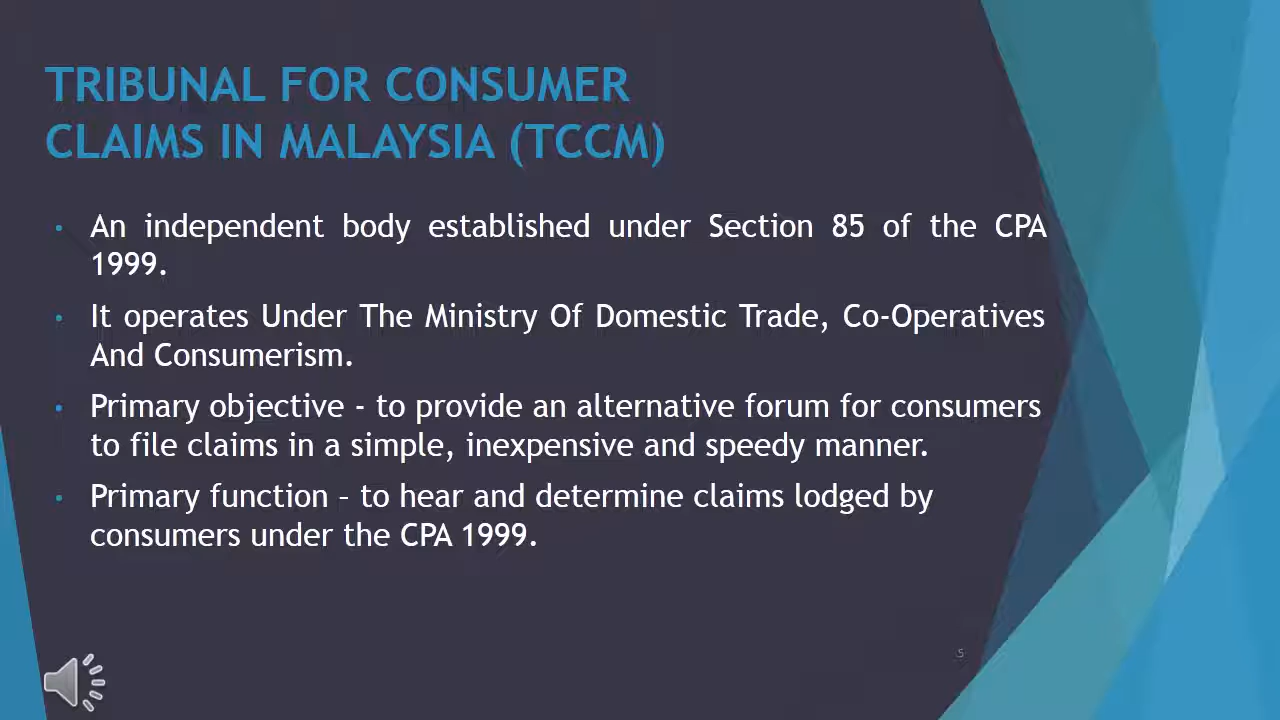 TRIBUNAL FOR CONSUMER
CLAIMS IN MALAYSIA (TCCM)
• An independent body established under Section 85 of the CPA
1999.
• It operates Under The Ministry Of Domestic Trade, Co-Operatives
And Consumerism.
• Primary objective - to provide an alternative forum for consumers
to file claims in a simple, inexpensive and speedy manner.
• Primary function – to hear and determine claims lodged by
consumers under the CPA 1999.
5